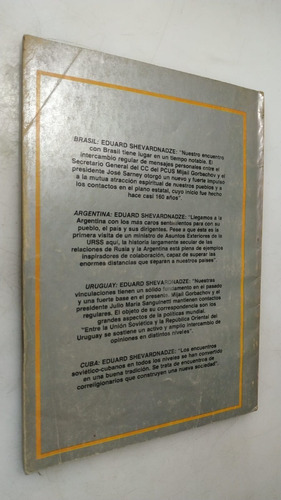 BRASIL: EDUARD SHEVARDNADZE: "Nuestro encuentro
con Brasil tiene lugar en un tiempo notable. El
intercambio regular de mensajes personales entre el
Secretario General del CC del PCUS Mijaíl Gorbachov y el
presidente José Sarney otorgó un nuevo y fuerte impulso
a la mutua atracción espiritual de nuestros pueblos y a
los contactos en el plano estatal, cuyo inicio fue hecho
hace casi 160 años".
ARGENTINA: EDUARD SHEVARONADZE: "Llegamos a la
Argentina con los más caros sentimientos para con su
pueblo, el país y sus dirigentes. Pese a que ésta es la
primera visita de un ministro de Asuntos Exteriores de la
URSS aquí, la historia largamente secular de las
relaciones de Rusia y la Argentina está plena de ejemplos
inspiradores de colaboración, capaz de superar las
enormes distancias que separan a nuestros países".
URUGUAY: EDUARD SHEVARONADZE: "Nuestras
vinculaciones tienen un sólido fundamento en el pasado
y una fuerte base en el presente. Mijaíl Gorbachov y el
presidente Julio María Sanguinetti mantienen contactos
regulares. El objeto de su correspondencia son los
grandes aspectos de la política mundial.
"Entre la Unión Soviética y la República Oriental del
Uruguay se sostiene un activo y amplio intercambio de
opiniones en distintos niveles".
CUBA: EDUARD SHEVARONADZE: "Los encuentros
soviético-cubanos en todos los niveles se han convertido
en una buena tradición. Se trata de encuentros de
correligionarios que construyen una nueva sociedad".